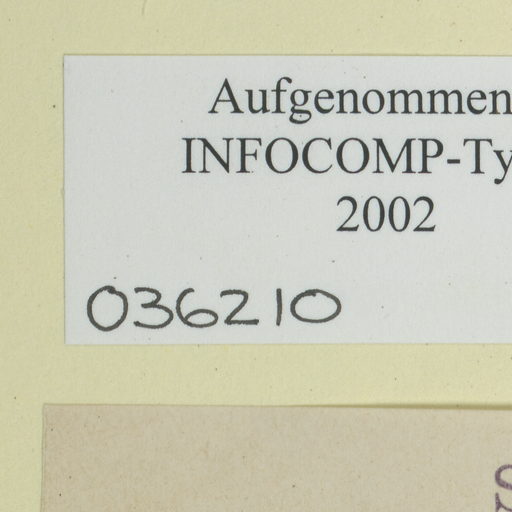 Aufgenommen
INFOCOMP-Ty
2002
036210